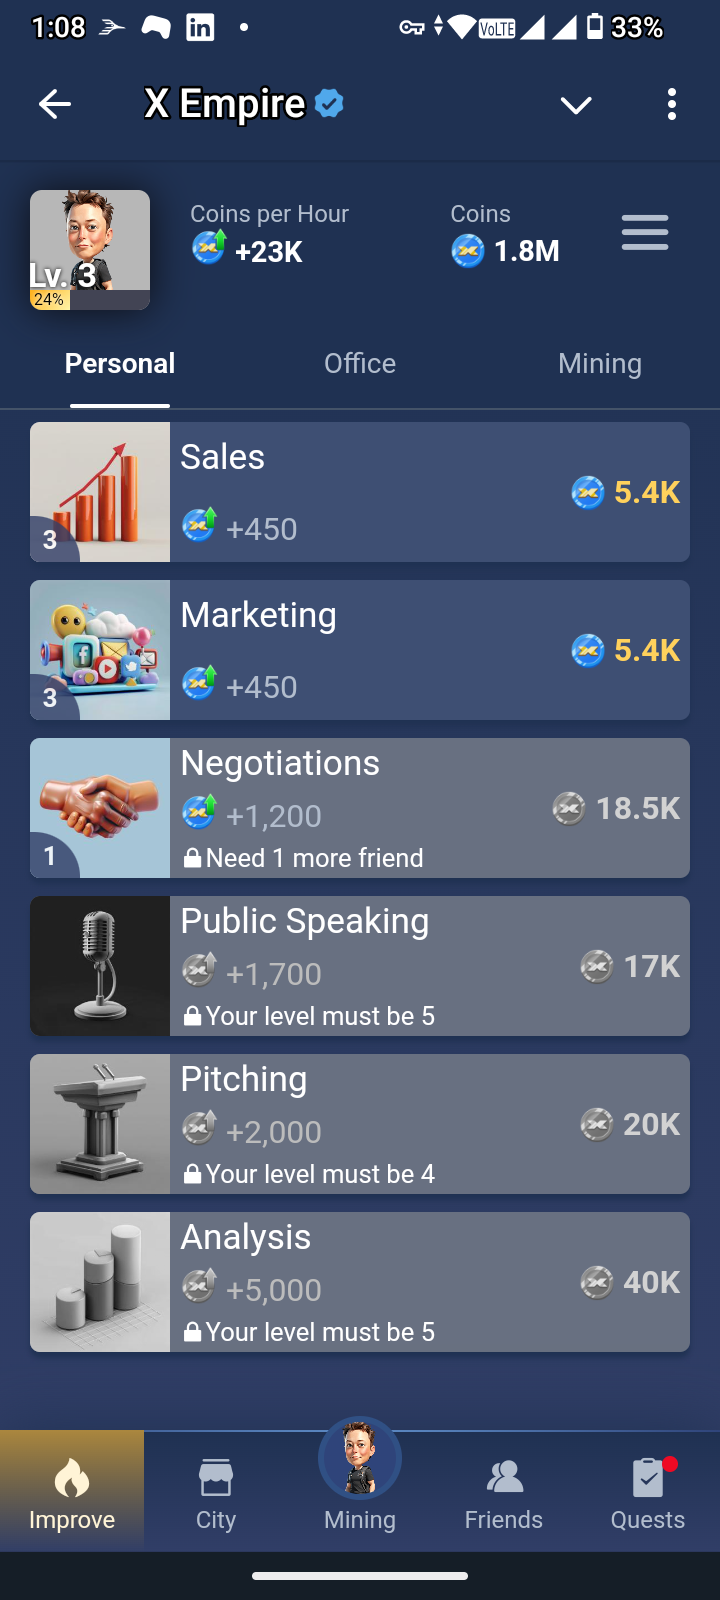 1:08
in
VoLTE
33%
X Empire
Coins per Hour
+23K
Coins
1.8M
Lv. 3
24%
Personal
Office
Mining
Sales
+450
5.4K
3
Marketing
+450
5.4K
3
Negotiations
+1,200
Need 1 more friend
18.5K
1
Public Speaking
+1,700
Your level must be 5
17K
Pitching
+2,000
Your level must be 4
20K
Analysis
+5,000
Your level must be 5
40K
Improve
City
Mining
Friends
Quests